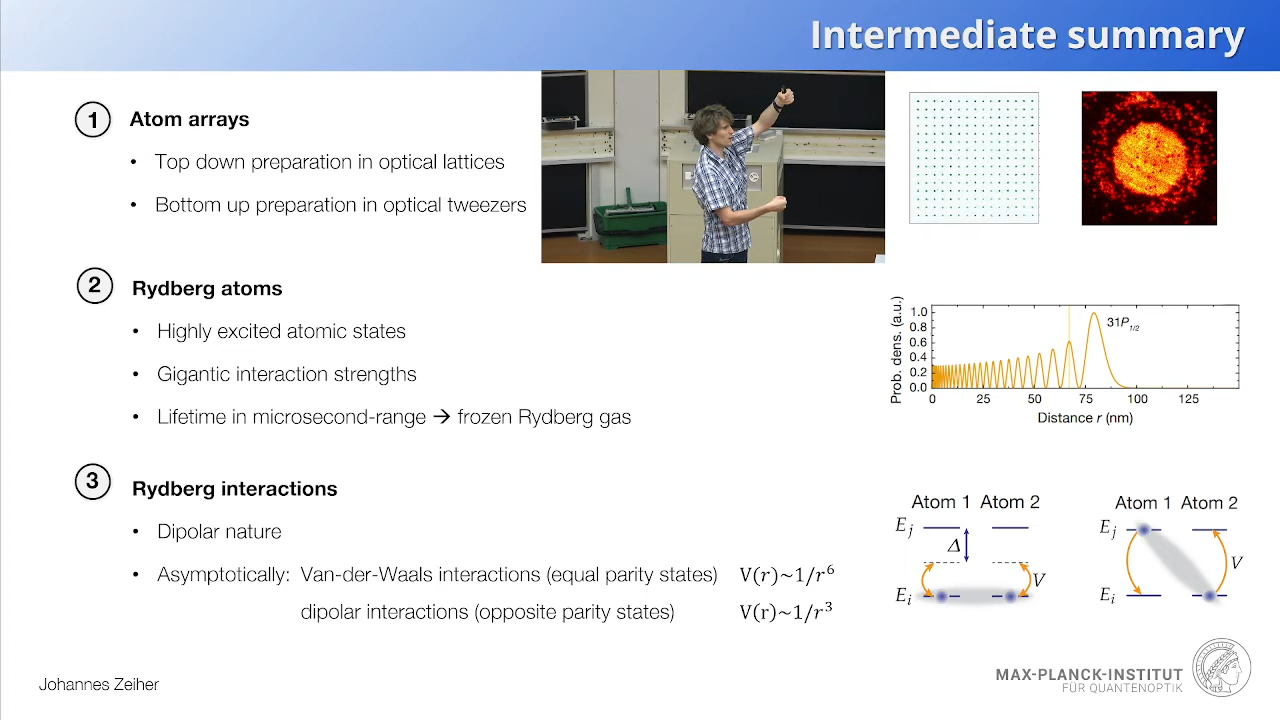 Intermediate summary
1 Atom arrays
• Top down preparation in optical lattices
• Bottom up preparation in optical tweezers
2 Rydberg atoms
• Highly excited atomic states
• Gigantic interaction strengths
• Lifetime in microsecond-range → frozen Rydberg gas
Prob. dens. (a.u.)
1.0
0.8
0.6
0.4
0.2
0.0
31P1/2
0 25 50 75 100 125
Distance r (nm)
3 Rydberg interactions
• Dipolar nature
• Asymptotically: Van-der-Waals interactions (equal parity states) V(r)~1/r⁶
dipolar interactions (opposite parity states) V(r)~1/r³
Atom 1 Atom 2
Ej
Δ
V
Ei
Atom 1 Atom 2
Ej
V
Ei
Johannes Zeiher
MAX-PLANCK-INSTITUT
FÜR QUANTENOPTIK